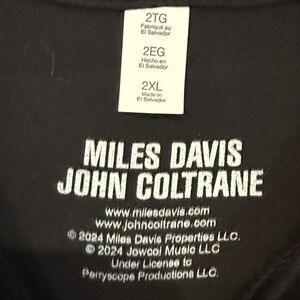 2TG
Fabriqué au
El Salvador
2EG
Hecho en
El Salvador
2XL
Made in
El Salvador
MILES DAVIS
JOHN COLTRANE
www.milesdavis.com
www.johncoltrane.com
© 2024 Miles Davis Properties LLC.
© 2024 Jowcol Music LLC
Under License to
Perryscope Productions LLC